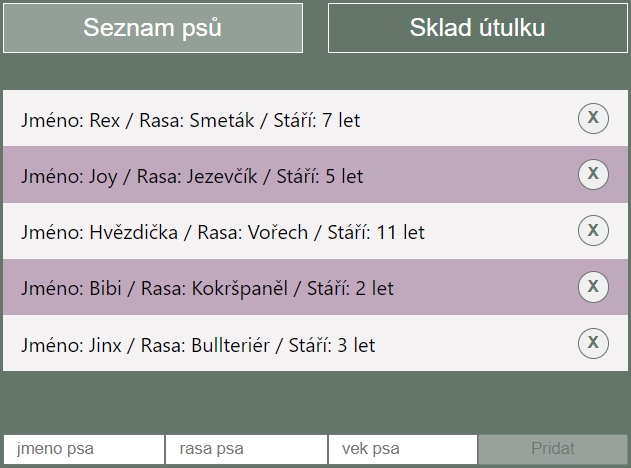 Seznam psů
Sklad útulku
Jméno: Rex / Rasa: Smeták / Stáří: 7 let
X
Jméno: Joy / Rasa: Jezevčík / Stáří: 5 let
X
Jméno: Hvězdička / Rasa: Vořech / Stáří: 11 let
X
Jméno: Bibi / Rasa: Kokršpaněl / Stáří: 2 let
X
Jméno: Jinx / Rasa: Bullteriér / Stáří: 3 let
X
jmeno psa
rasa psa
vek psa
Pridat